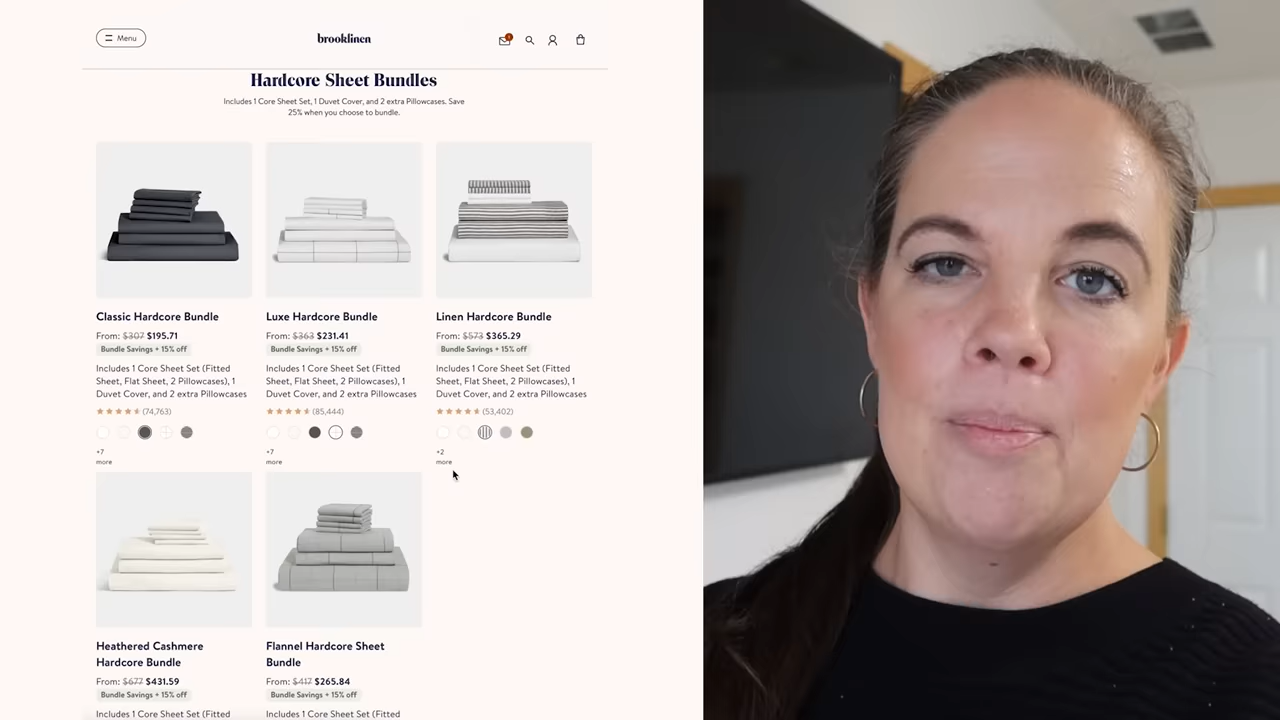 Menu
brooklinen
1
Hardcore Sheet Bundles
Includes 1 Core Sheet Set, 1 Duvet Cover, and 2 extra Pillowcases. Save
25% when you choose to bundle.
Classic Hardcore Bundle
From: $307 $195.71
Bundle Savings + 15% off
Includes 1 Core Sheet Set (Fitted
Sheet, Flat Sheet, 2 Pillowcases), 1
Duvet Cover, and 2 extra Pillowcases
(74,763)
+7
more
Luxe Hardcore Bundle
From: $363 $231.41
Bundle Savings + 15% off
Includes 1 Core Sheet Set (Fitted
Sheet, Flat Sheet, 2 Pillowcases), 1
Duvet Cover, and 2 extra Pillowcases
(85,444)
+7
more
Linen Hardcore Bundle
From: $573 $365.29
Bundle Savings + 15% off
Includes 1 Core Sheet Set (Fitted
Sheet, Flat Sheet, 2 Pillowcases), 1
Duvet Cover, and 2 extra Pillowcases
(53,402)
+2
more
Heathered Cashmere
Hardcore Bundle
From: $677 $431.59
Bundle Savings + 15% off
Includes 1 Core Sheet Set (Fitted
Flannel Hardcore Sheet
Bundle
From: $417 $265.84
Bundle Savings + 15% off
Includes 1 Core Sheet Set (Fitted